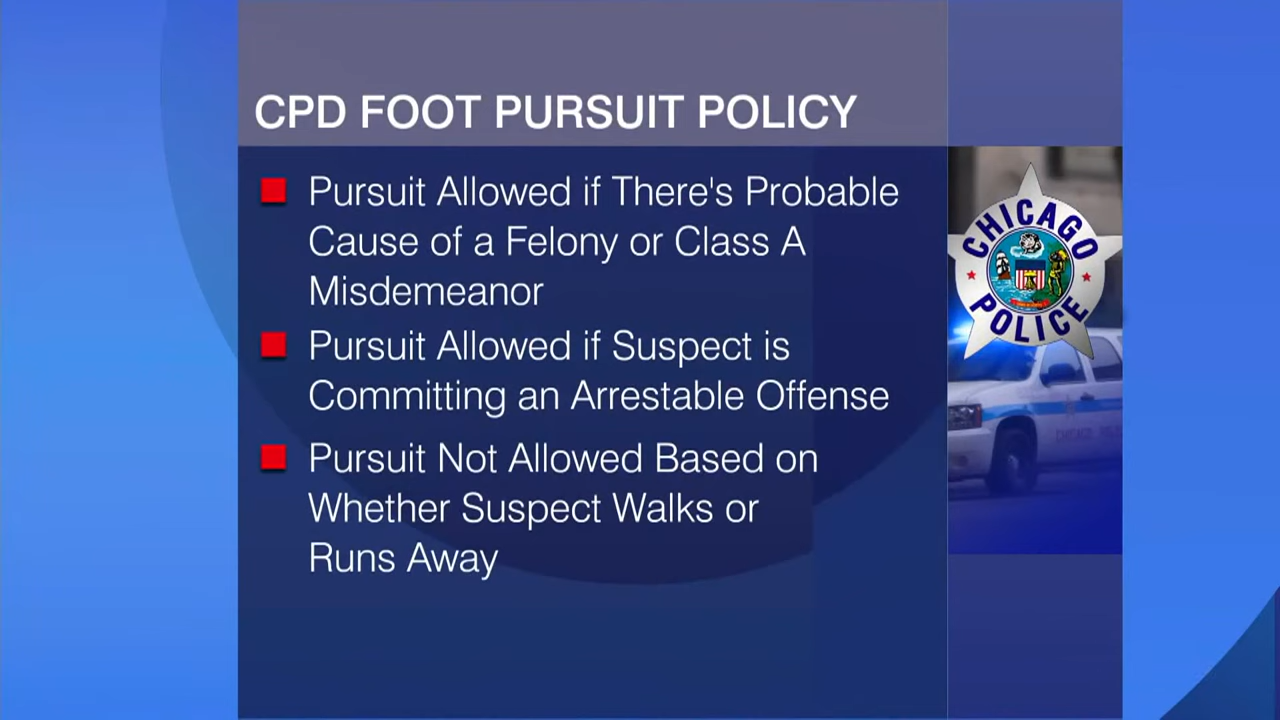 CPD FOOT PURSUIT POLICY
Pursuit Allowed if There's Probable
Cause of a Felony or Class A
Misdemeanor
Pursuit Allowed if Suspect is
Committing an Arrestable Offense
Pursuit Not Allowed Based on
Whether Suspect Walks or
Runs Away
CHICAGO
POLICE